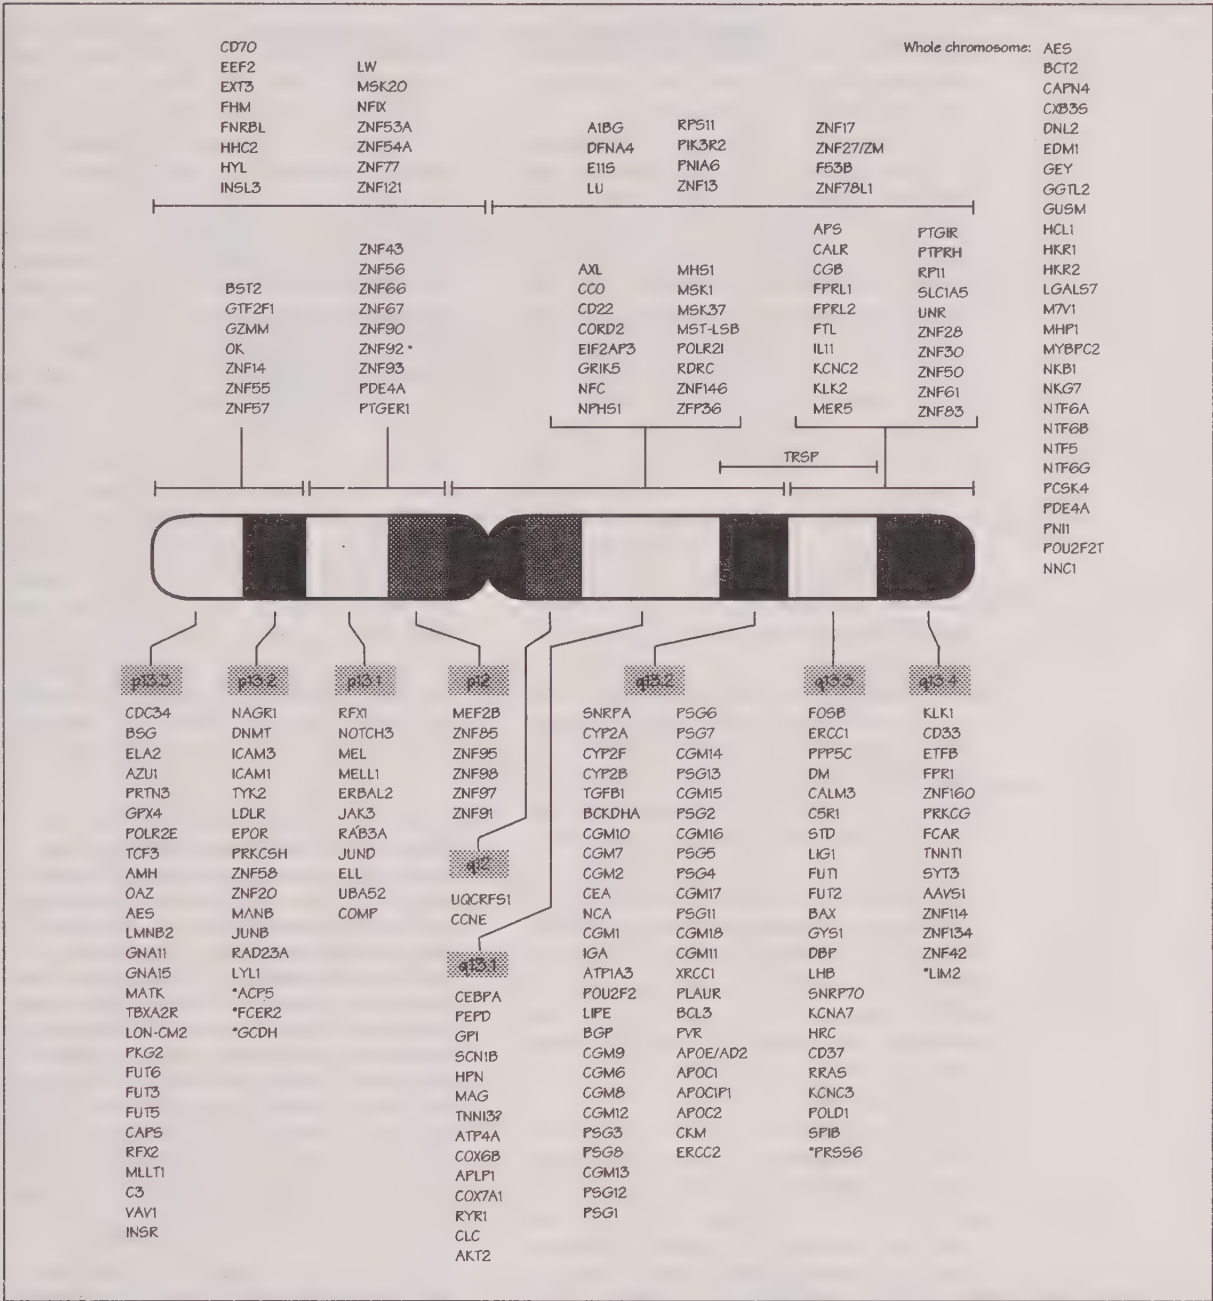 CD70
EEF2
EXT3
FHM
FNRBL
HHC2
HYL
INSL3
LW
MSK20
NFIX
ZNF53A
ZNF54A
ZNF77
ZNF121
A1BG
DFNA4
E11S
LU
RPS11
PIK3R2
PNIA6
ZNF13
ZNF17
ZNF27/ZM
F53B
ZNF78L1
Whole chromosome:
AES
BCT2
CAPN4
CXB3S
DNL2
EDM1
GEY
GGTL2
GUSM
HCL1
HKR1
HKR2
LGALS7
M7V1
MHP1
MYBPC2
NKB1
NKG7
NTF6A
NTF6B
NTF5
NTF6G
PCSK4
PDE4A
PNI1
POU2F2T
NNC1
BST2
GTF2F1
GZMM
OK
ZNF14
ZNF55
ZNF57
ZNF43
ZNF56
ZNF66
ZNF67
ZNF90
ZNF92 *
ZNF93
PDE4A
PTGER1
AXL
CCO
CD22
CORD2
EIF2AP3
GRIK5
NFC
NPHS1
MHS1
MSK1
MSK37
MST-LSB
POLR2I
RDRC
ZNF146
ZFP36
APS
CALR
CGB
FPRL1
FPRL2
FTL
IL11
KCNC2
KLK2
MER5
PTGIR
PTPRH
RP11
SLC1A5
UNR
ZNF28
ZNF30
ZNF50
ZNF61
ZNF83
TRSP
p13.3
CDC34
BSG
ELA2
AZU1
PRTN3
GPX4
POLR2E
TCF3
AMH
OAZ
AES
LMNB2
GNA11
GNA15
MATK
TBXA2R
LON-CM2
PKG2
FUT6
FUT3
FUT5
CAPS
RFX2
MLLT1
C3
VAV1
INSR
p13.2
NAGR1
DNMT
ICAM3
ICAM1
TYK2
LDLR
EPOR
PRKCSH
ZNF58
ZNF20
MANB
JUNB
RAD23A
LYL1
*ACP5
*FCER2
*GCDH
p13.1
RFX1
NOTCH3
MEL
MELL1
ERBAL2
JAK3
RAB3A
JUND
ELL
UBA52
COMP
p12
MEF2B
ZNF85
ZNF95
ZNF98
ZNF97
ZNF91
q12
UQCRFS1
CCNE
q13.1
CEBPA
PEPD
GPI
SCN1B
HPN
MAG
TNNI3?
ATP4A
COX6B
APLP1
COX7A1
RYR1
CLC
AKT2
q13.2
SNRPA
CYP2A
CYP2F
CYP2B
TGFB1
BCKDHA
CGM10
CGM7
CGM2
CEA
NCA
CGM1
IGA
ATP1A3
POU2F2
LIPE
BGP
CGM9
CGM6
CGM8
CGM12
PSG3
PSG8
CGM13
PSG12
PSG1
PSG6
PSG7
CGM14
PSG13
CGM15
PSG2
CGM16
PSG5
PSG4
CGM17
PSG11
CGM18
CGM11
XRCC1
PLAUR
BCL3
PVR
APOE/AD2
APOC1
APOC1P1
APOC2
CKM
ERCC2
q13.3
FOSB
ERCC1
PPP5C
DM
CALM3
C5R1
STD
LIG1
FUT1
FUT2
BAX
GYS1
DBP
LHB
SNRP70
KCNA7
HRC
CD37
RRAS
KCNC3
POLD1
SPIB
*PRSS6
q13.4
KLK1
CD33
ETFB
FPR1
ZNF160
PRKCG
FCAR
TNNT1
SYT3
AAVS1
ZNF114
ZNF134
ZNF42
*LIM2